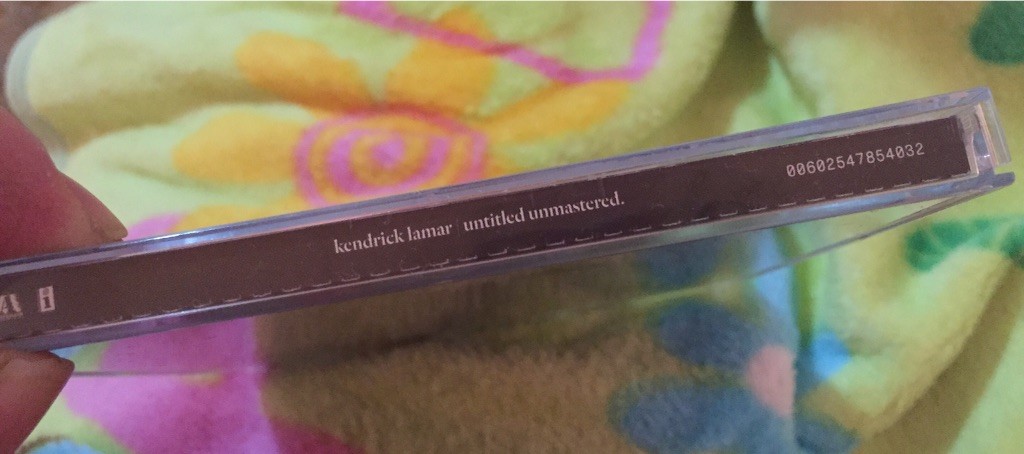 kendrick lamar untitled unmastered.
00602547854032